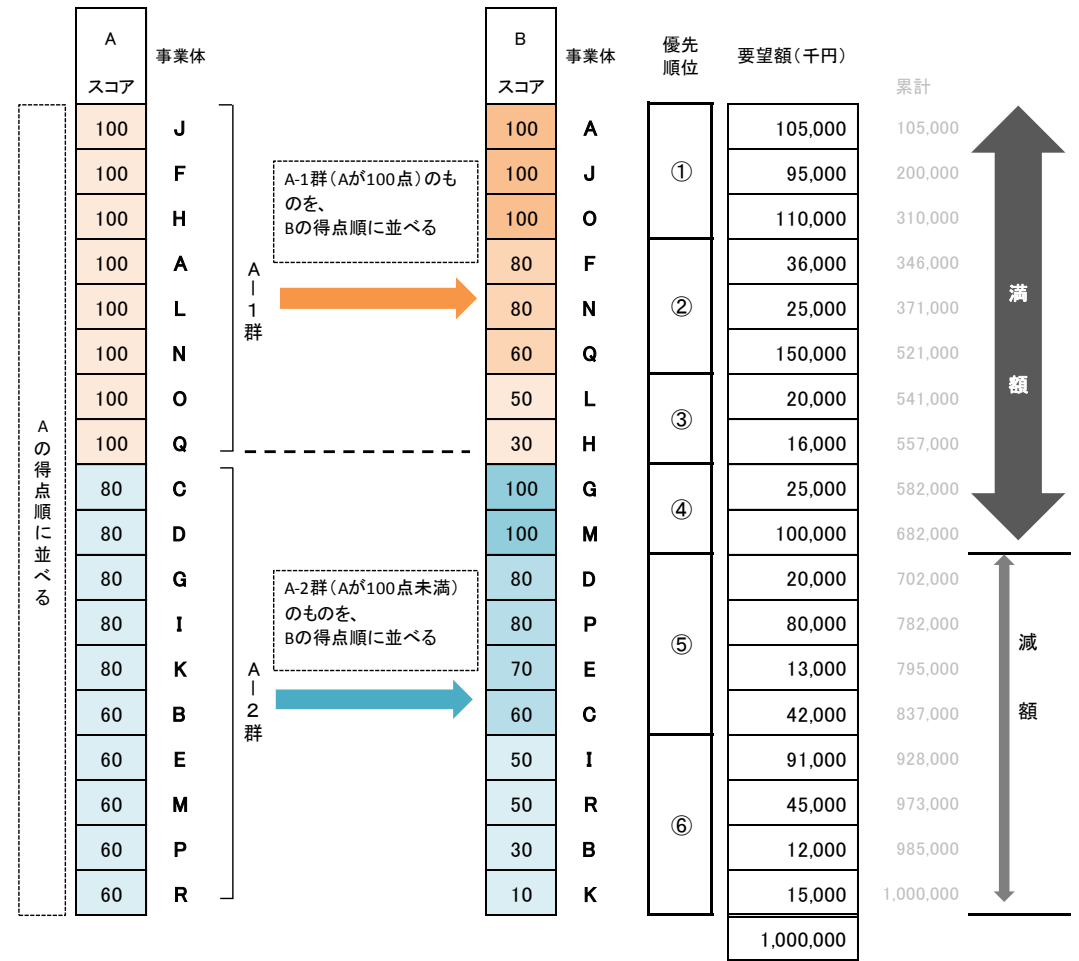 A
スコア
事業体
B
スコア
事業体
優先
順位
要望額（千円）
累計
Aの得点順に並べる
100 J
100 F
100 H
100 A
100 L
100 N
100 O
100 Q
80 C
80 D
80 G
80 I
80 K
60 B
60 E
60 M
60 P
60 R
A－1群
A－2群
A-1群（Aが100点）のも
のを、
Bの得点順に並べる
A-2群（Aが100点未満）
のものを、
Bの得点順に並べる
100 A 105,000 105,000
100 J ① 95,000 200,000
100 O 110,000 310,000
80 F 36,000 346,000
80 N ② 25,000 371,000
60 Q 150,000 521,000
50 L ③ 20,000 541,000
30 H 16,000 557,000
100 G ④ 25,000 582,000
100 M 100,000 682,000
80 D 20,000 702,000
80 P ⑤ 80,000 782,000
70 E 13,000 795,000
60 C 42,000 837,000
50 I 91,000 928,000
50 R ⑥ 45,000 973,000
30 B 12,000 985,000
10 K 15,000 1,000,000
1,000,000
満額
減額